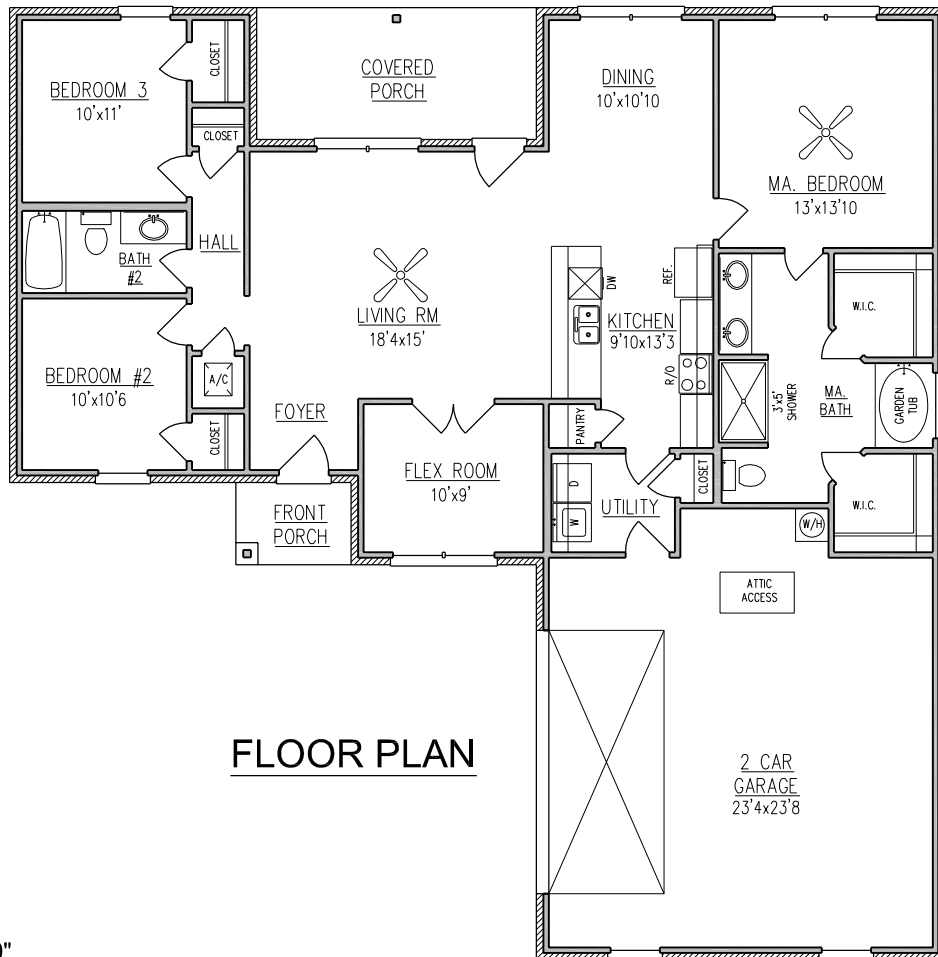 BEDROOM 3
10'x11'
CLOSET
CLOSET
COVERED
PORCH
DINING
10'x10'10
MA. BEDROOM
13'x13'10
HALL
BATH
#2
LIVING RM
18'4x15'
DW
REF.
KITCHEN
9'10x13'3
R/O
W.I.C.
3'x5'
SHOWER
MA.
BATH
GARDEN
TUB
BEDROOM #2
10'x10'6
A/C
CLOSET
FOYER
PANTRY
FLEX ROOM
10'x9'
D
W
UTILITY
CLOSET
W.I.C.
W/H
FRONT
PORCH
ATTIC
ACCESS
FLOOR PLAN
2 CAR
GARAGE
23'4x23'8